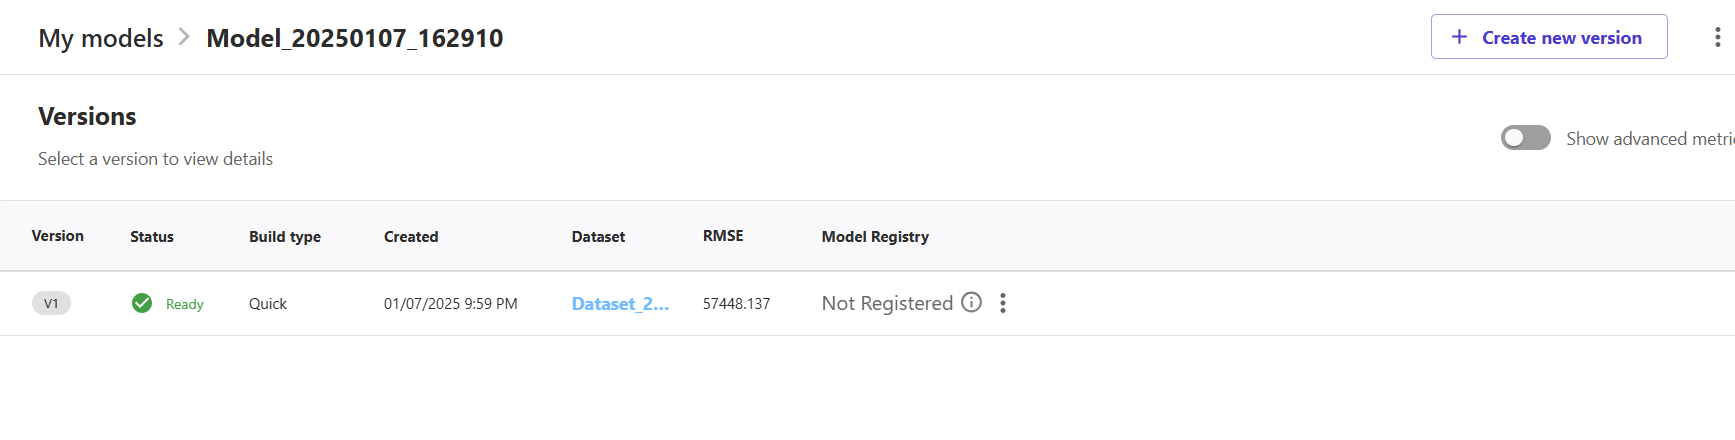 My models > Model_20250107_162910
+ Create new version
Versions
Select a version to view details
Show advanced metri
Version Status Build type Created Dataset RMSE Model Registry
V1 Ready Quick 01/07/2025 9:59 PM Dataset_2... 57448.137 Not Registered